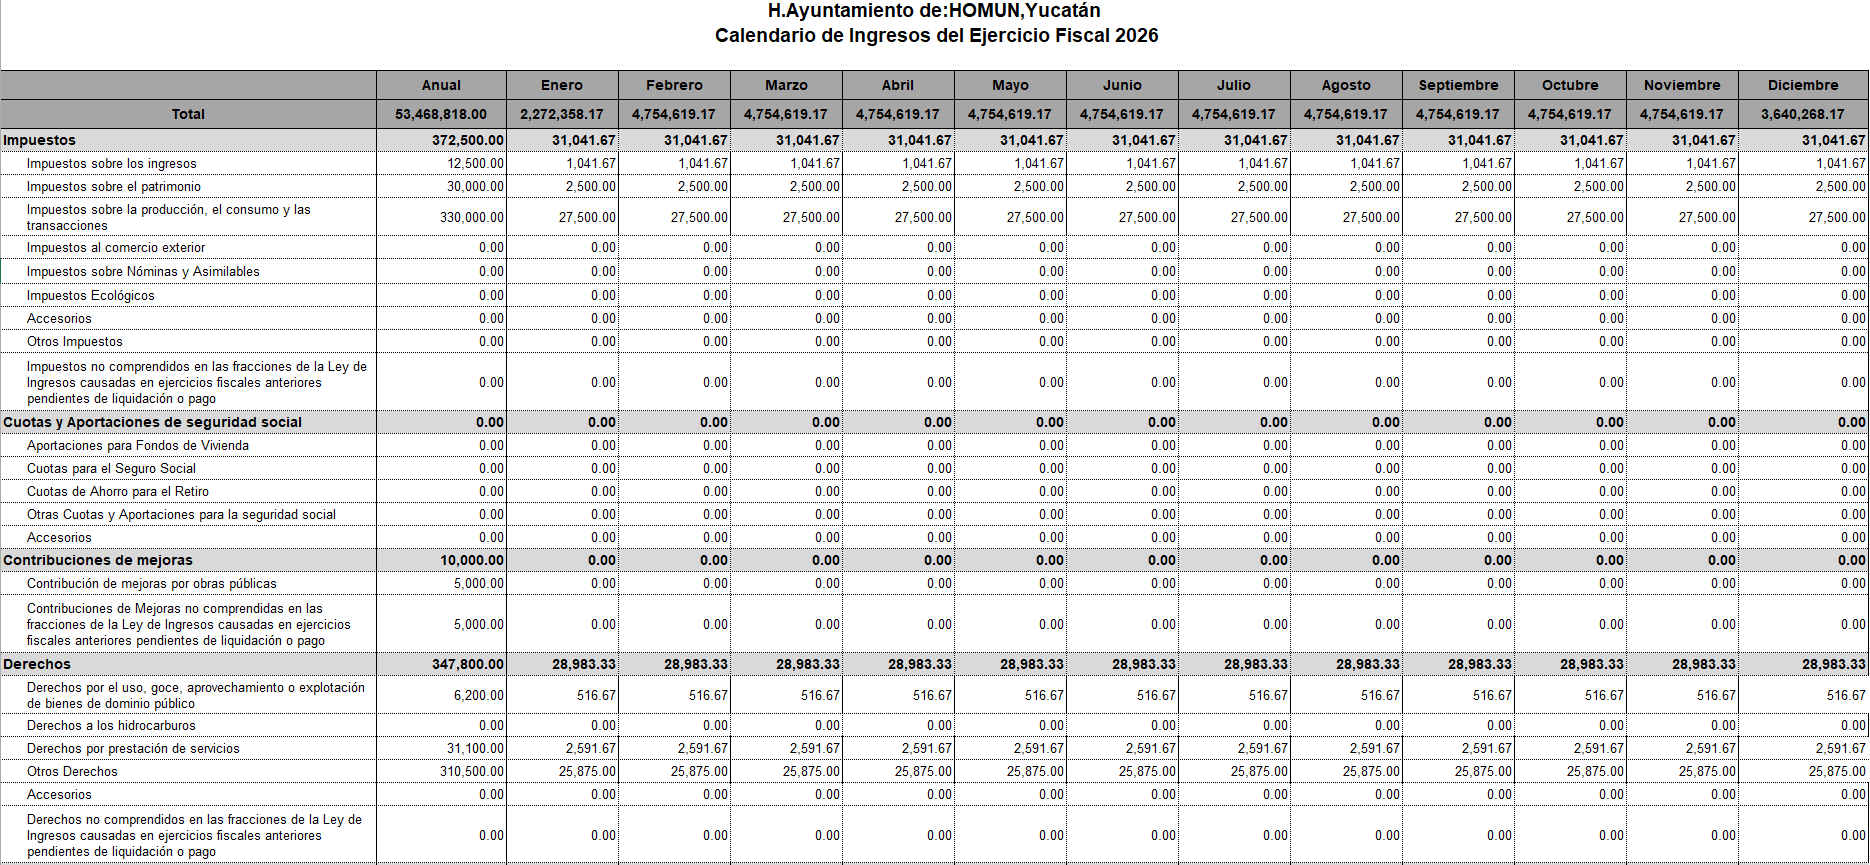 H.Ayuntamiento de:HOMUN,Yucatán
Calendario de Ingresos del Ejercicio Fiscal 2026
Anual Enero Febrero Marzo Abril Mayo Junio Julio Agosto Septiembre Octubre Noviembre Diciembre
Total 53,468,818.00 2,272,358.17 4,754,619.17 4,754,619.17 4,754,619.17 4,754,619.17 4,754,619.17 4,754,619.17 4,754,619.17 4,754,619.17 4,754,619.17 4,754,619.17 3,640,268.17
Impuestos 372,500.00 31,041.67 31,041.67 31,041.67 31,041.67 31,041.67 31,041.67 31,041.67 31,041.67 31,041.67 31,041.67 31,041.67 31,041.67
Impuestos sobre los ingresos 12,500.00 1,041.67 1,041.67 1,041.67 1,041.67 1,041.67 1,041.67 1,041.67 1,041.67 1,041.67 1,041.67 1,041.67 1,041.67
Impuestos sobre el patrimonio 30,000.00 2,500.00 2,500.00 2,500.00 2,500.00 2,500.00 2,500.00 2,500.00 2,500.00 2,500.00 2,500.00 2,500.00 2,500.00
Impuestos sobre la producción, el consumo y las
transacciones 330,000.00 27,500.00 27,500.00 27,500.00 27,500.00 27,500.00 27,500.00 27,500.00 27,500.00 27,500.00 27,500.00 27,500.00 27,500.00
Impuestos al comercio exterior 0.00 0.00 0.00 0.00 0.00 0.00 0.00 0.00 0.00 0.00 0.00 0.00 0.00
Impuestos sobre Nóminas y Asimilables 0.00 0.00 0.00 0.00 0.00 0.00 0.00 0.00 0.00 0.00 0.00 0.00 0.00
Impuestos Ecológicos 0.00 0.00 0.00 0.00 0.00 0.00 0.00 0.00 0.00 0.00 0.00 0.00 0.00
Accesorios 0.00 0.00 0.00 0.00 0.00 0.00 0.00 0.00 0.00 0.00 0.00 0.00 0.00
Otros Impuestos 0.00 0.00 0.00 0.00 0.00 0.00 0.00 0.00 0.00 0.00 0.00 0.00 0.00
Impuestos no comprendidos en las fracciones de la Ley de
Ingresos causadas en ejercicios fiscales anteriores 0.00 0.00 0.00 0.00 0.00 0.00 0.00 0.00 0.00 0.00 0.00 0.00 0.00
pendientes de liquidación o pago
Cuotas y Aportaciones de seguridad social 0.00 0.00 0.00 0.00 0.00 0.00 0.00 0.00 0.00 0.00 0.00 0.00 0.00
Aportaciones para Fondos de Vivienda 0.00 0.00 0.00 0.00 0.00 0.00 0.00 0.00 0.00 0.00 0.00 0.00 0.00
Cuotas para el Seguro Social 0.00 0.00 0.00 0.00 0.00 0.00 0.00 0.00 0.00 0.00 0.00 0.00 0.00
Cuotas de Ahorro para el Retiro 0.00 0.00 0.00 0.00 0.00 0.00 0.00 0.00 0.00 0.00 0.00 0.00 0.00
Otras Cuotas y Aportaciones para la seguridad social 0.00 0.00 0.00 0.00 0.00 0.00 0.00 0.00 0.00 0.00 0.00 0.00 0.00
Accesorios 0.00 0.00 0.00 0.00 0.00 0.00 0.00 0.00 0.00 0.00 0.00 0.00 0.00
Contribuciones de mejoras 10,000.00 0.00 0.00 0.00 0.00 0.00 0.00 0.00 0.00 0.00 0.00 0.00 0.00
Contribución de mejoras por obras públicas 5,000.00 0.00 0.00 0.00 0.00 0.00 0.00 0.00 0.00 0.00 0.00 0.00 0.00
Contribuciones de Mejoras no comprendidas en las
fracciones de la Ley de Ingresos causadas en ejercicios 5,000.00 0.00 0.00 0.00 0.00 0.00 0.00 0.00 0.00 0.00 0.00 0.00 0.00
fiscales anteriores pendientes de liquidación o pago
Derechos 347,800.00 28,983.33 28,983.33 28,983.33 28,983.33 28,983.33 28,983.33 28,983.33 28,983.33 28,983.33 28,983.33 28,983.33 28,983.33
Derechos por el uso, goce, aprovechamiento o explotación
de bienes de dominio público 6,200.00 516.67 516.67 516.67 516.67 516.67 516.67 516.67 516.67 516.67 516.67 516.67 516.67
Derechos a los hidrocarburos 0.00 0.00 0.00 0.00 0.00 0.00 0.00 0.00 0.00 0.00 0.00 0.00 0.00
Derechos por prestación de servicios 31,100.00 2,591.67 2,591.67 2,591.67 2,591.67 2,591.67 2,591.67 2,591.67 2,591.67 2,591.67 2,591.67 2,591.67 2,591.67
Otros Derechos 310,500.00 25,875.00 25,875.00 25,875.00 25,875.00 25,875.00 25,875.00 25,875.00 25,875.00 25,875.00 25,875.00 25,875.00 25,875.00
Accesorios 0.00 0.00 0.00 0.00 0.00 0.00 0.00 0.00 0.00 0.00 0.00 0.00 0.00
Derechos no comprendidos en las fracciones de la Ley de
Ingresos causadas en ejercicios fiscales anteriores 0.00 0.00 0.00 0.00 0.00 0.00 0.00 0.00 0.00 0.00 0.00 0.00 0.00
pendientes de liquidación o pago